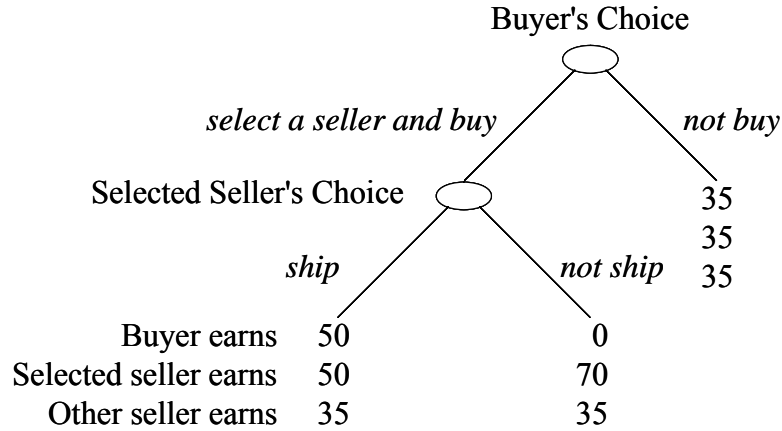 Buyer's Choice
select a seller and buy
not buy
Selected Seller's Choice
35
35
35
ship
not ship
Buyer earns 50 0
Selected seller earns 50 70
Other seller earns 35 35